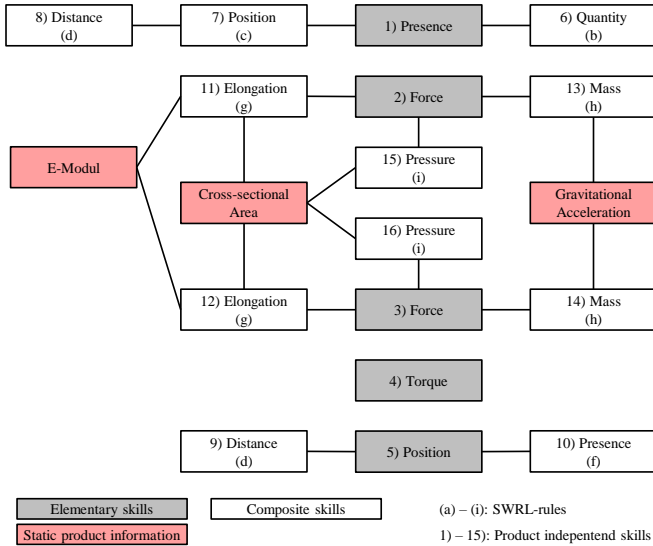 8) Distance
(d)
7) Position
(c)
1) Presence
6) Quantity
(b)
11) Elongation
(g)
2) Force
13) Mass
(h)
E-Modul
15) Pressure
(i)
Cross-sectional
Area
Gravitational
Acceleration
16) Pressure
(i)
12) Elongation
(g)
3) Force
14) Mass
(h)
4) Torque
9) Distance
(d)
5) Position
10) Presence
(f)
Elementary skills
Composite skills
(a) – (i): SWRL-rules
Static product information
1) – 15): Product independend skills